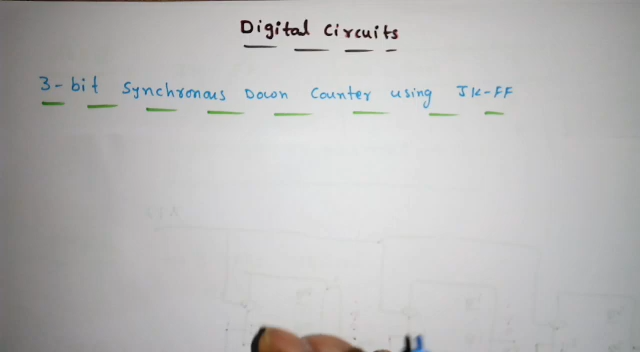 Digital Circuits
3-bit Synchronous Down Counter using JK-FF